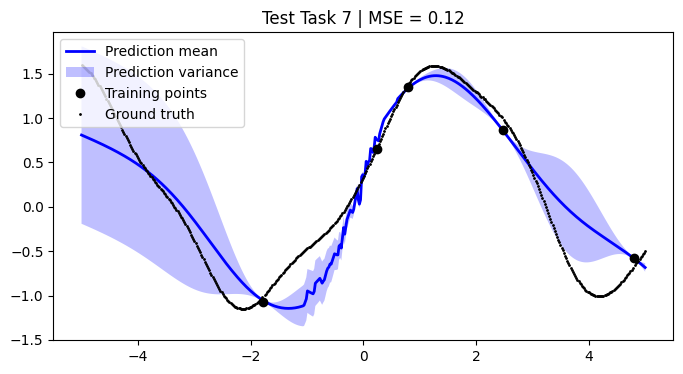 Test Task 7 | MSE = 0.12
Prediction mean
Prediction variance
Training points
Ground truth
1.5
1.0
0.5
0.0
−0.5
−1.0
−1.5
−4
−2
0
2
4